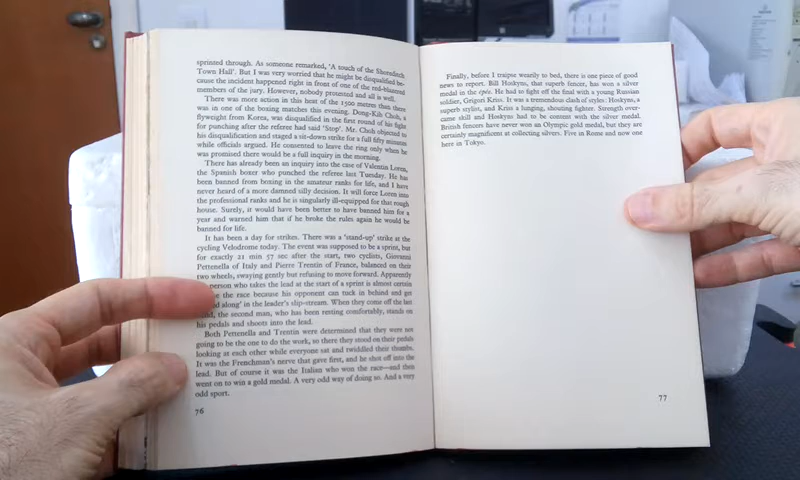 sprinted through. As someone remarked, 'A touch of the Shoreditch
Town Hall'. But I was very worried that he might be disqualified be-
cause the incident happened right in front of one of the red-blazered
members of the jury. However, nobody protested and all is well.
There was more action in this heat of the 1500 metres than there
was in one of the boxing matches this evening. Dong-Kih Choh, a
flyweight from Korea, was disqualified in the first round of his fight
for punching after the referee had said 'Stop'. Mr. Choh objected to
his disqualification and staged a sit-down strike for a full fifty minutes
while officials argued. He consented to leave the ring only when he
was promised there would be a full inquiry in the morning.
There has already been an inquiry into the case of Valentin Loren,
the Spanish boxer who punched the referee last Tuesday. He has
been banned from boxing in the amateur ranks for life, and I have
never heard of a more damned silly decision. It will force Loren into
the professional ranks and he is singularly ill-equipped for that rough
house. Surely, it would have been better to have banned him for a
year and warned him that if he broke the rules again he would be
banned for life.
It has been a day for strikes. There was a 'stand-up' strike at the
cycling Velodrome today. The event was supposed to be a sprint, but
for exactly 21 min 57 sec after the start, two cyclists, Giovanni
Pettenella of Italy and Pierre Trentin of France, balanced on their
two wheels, swaying gently but refusing to move forward. Apparently
person who takes the lead at the start of a sprint is almost certain
the race because his opponent can tuck in behind and get
along' in the leader's slip-stream. When they come off the last
the second man, who has been resting comfortably, stands on
his pedals and shoots into the lead.
Both Pettenella and Trentin were determined that they were not
going to be the one to do the work, so there they stood on their pedals
looking at each other while everyone sat and twiddled their thumbs.
It was the Frenchman's nerve that gave first, and he shot off into the
lead. But of course it was the Italian who won the race—and then
went on to win a gold medal. A very odd way of doing so. And a very
odd sport.
76
Finally, before I traipse wearily to bed, there is one piece of good
news to report. Bill Hoskyns, that superb fencer, has won a silver
medal in the épée. He had to fight off the final with a young Russian
soldier, Grigori Kriss. It was a tremendous clash of styles: Hoskyns, a
superb stylist, and Kriss a lunging, shouting fighter. Strength over-
came skill and Hoskyns had to be content with the silver medal.
British fencers have never won an Olympic gold medal, but they are
certainly magnificent at collecting silvers. Five in Rome and now one
here in Tokyo.
77